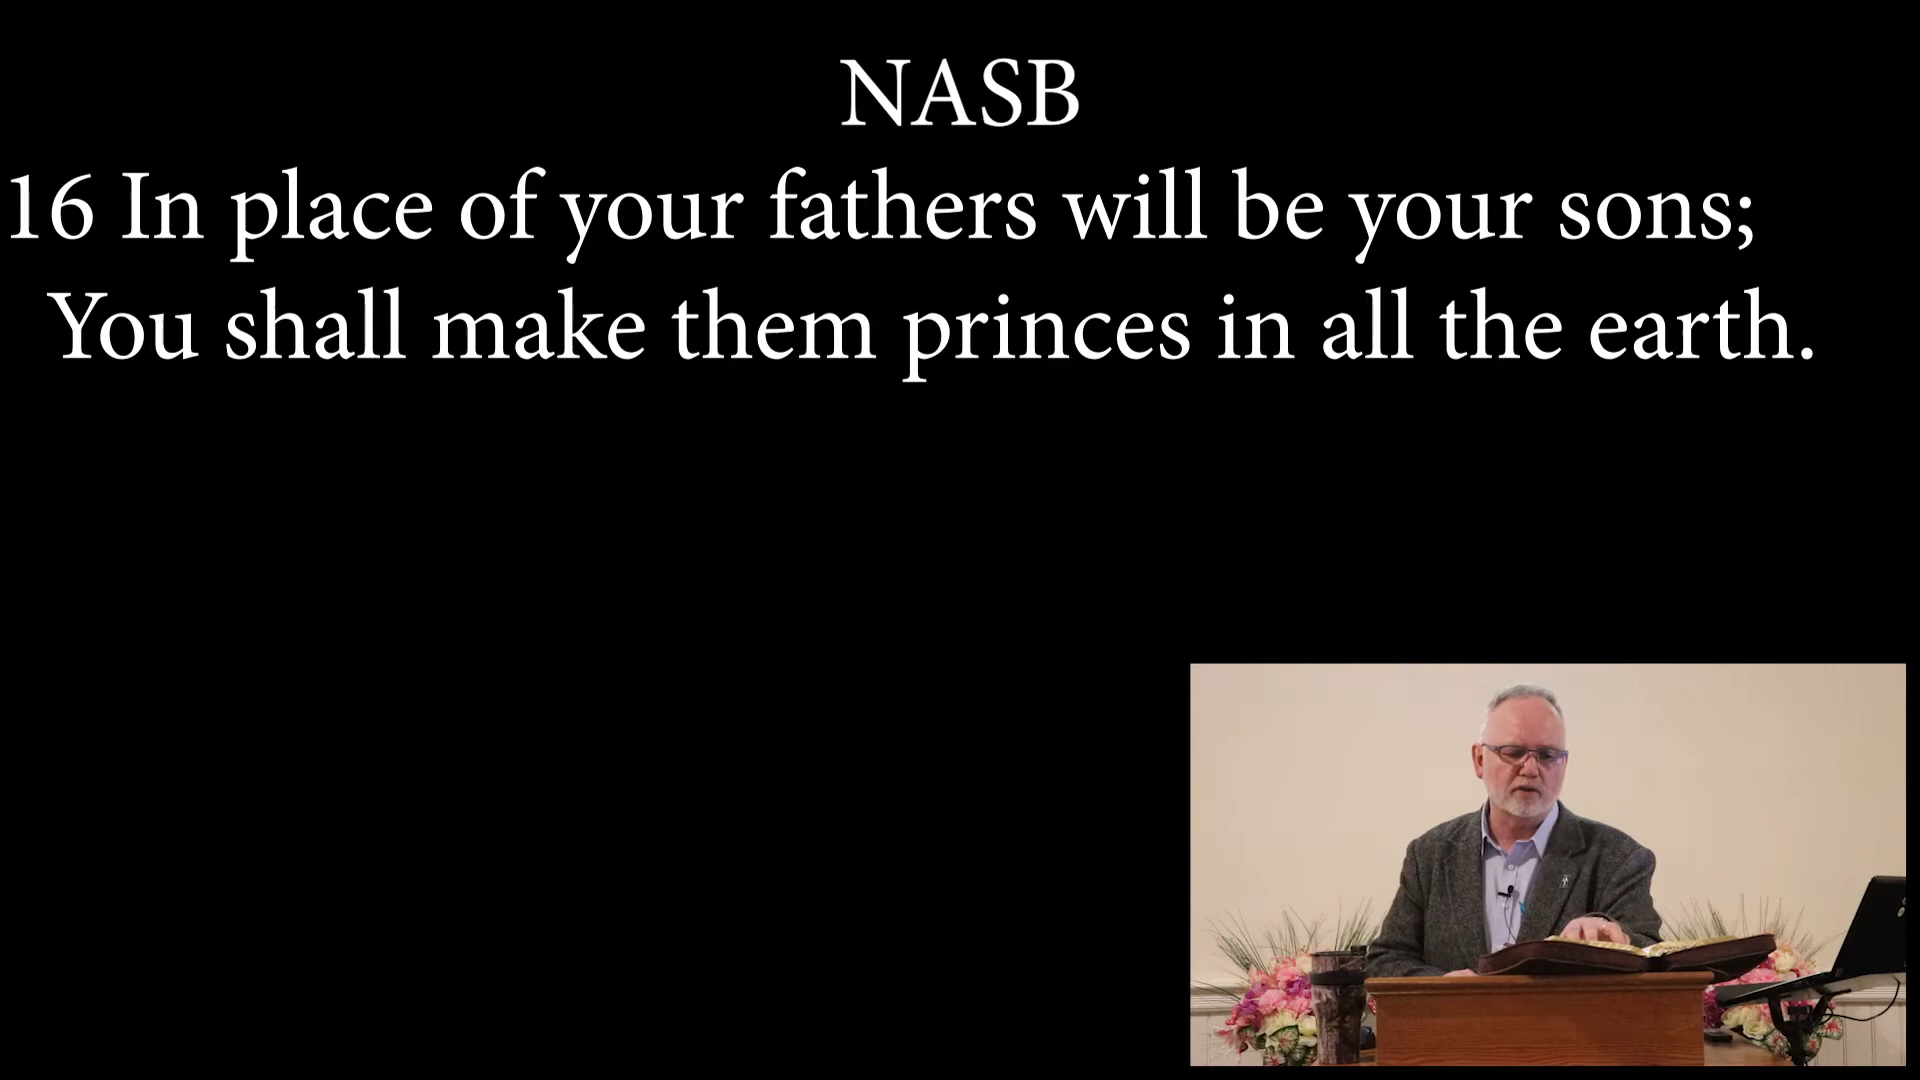 NASB
16 In place of your fathers will be your sons;
You shall make them princes in all the earth.